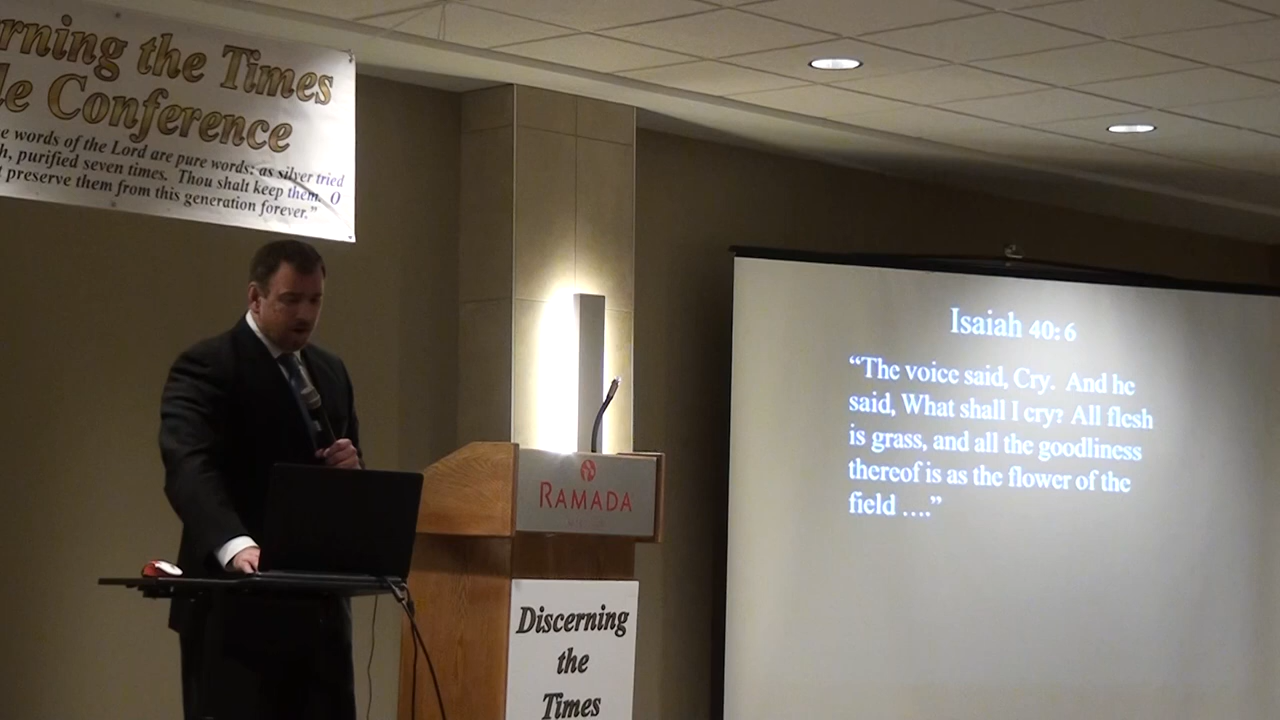 rning the Times
le Conference
e words of the Lord are pure words: as silver tried
h, purified seven times. Thou shalt keep them, O
t preserve them from this generation forever."
Isaiah 40: 6
“The voice said, Cry. And he
said, What shall I cry? All flesh
is grass, and all the goodliness
thereof is as the flower of the
field ….”
RAMADA
Discerning
the
Times